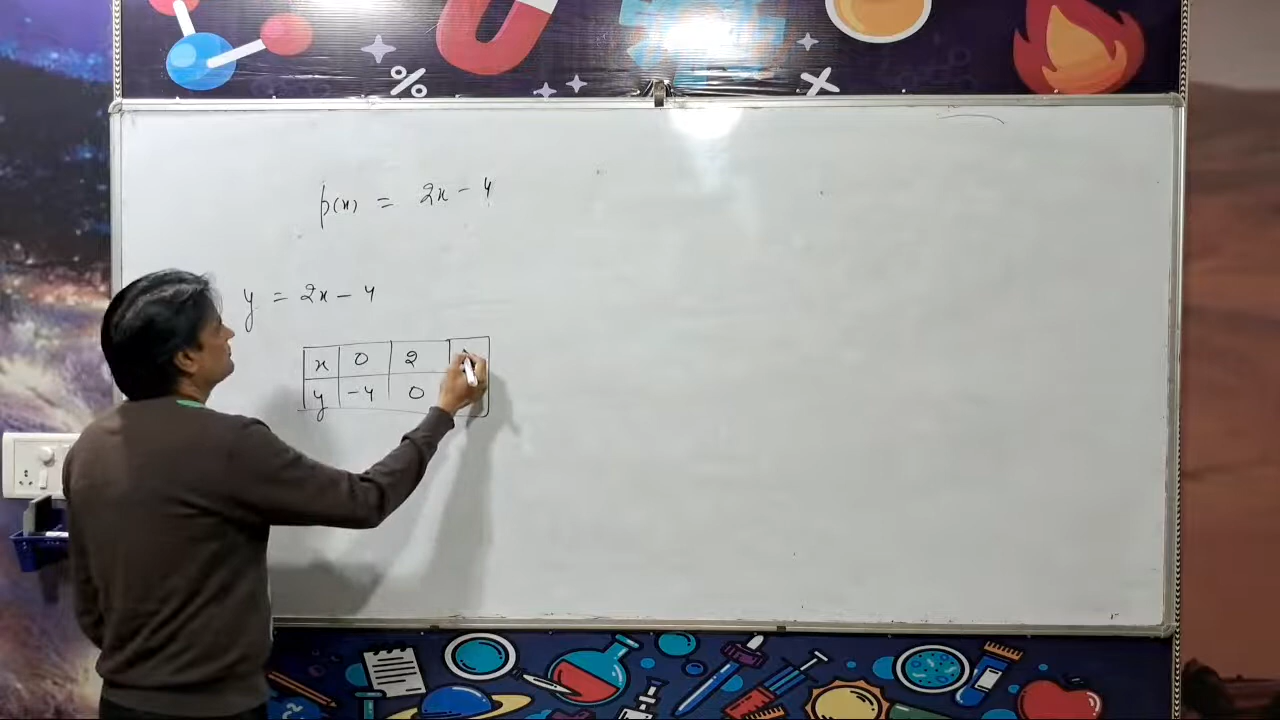 p(x) = 2x - 4
y = 2x - 4
x 0 2
y -4 0